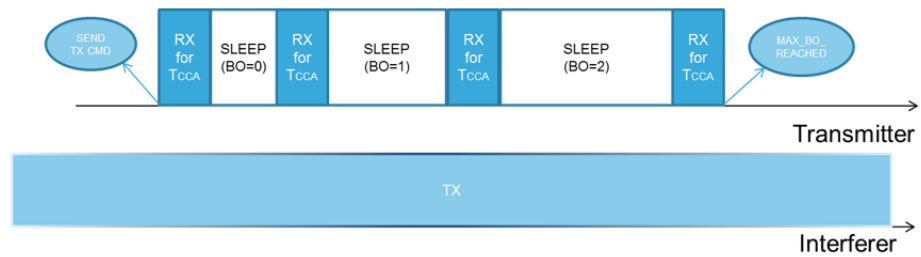 SEND
TX CMD
RX
for
TCCA
SLEEP
(BO=0)
RX
for
TCCA
SLEEP
(BO=1)
RX
for
TCCA
SLEEP
(BO=2)
RX
for
TCCA
MAX_BO_
REACHED
Transmitter
TX
Interferer